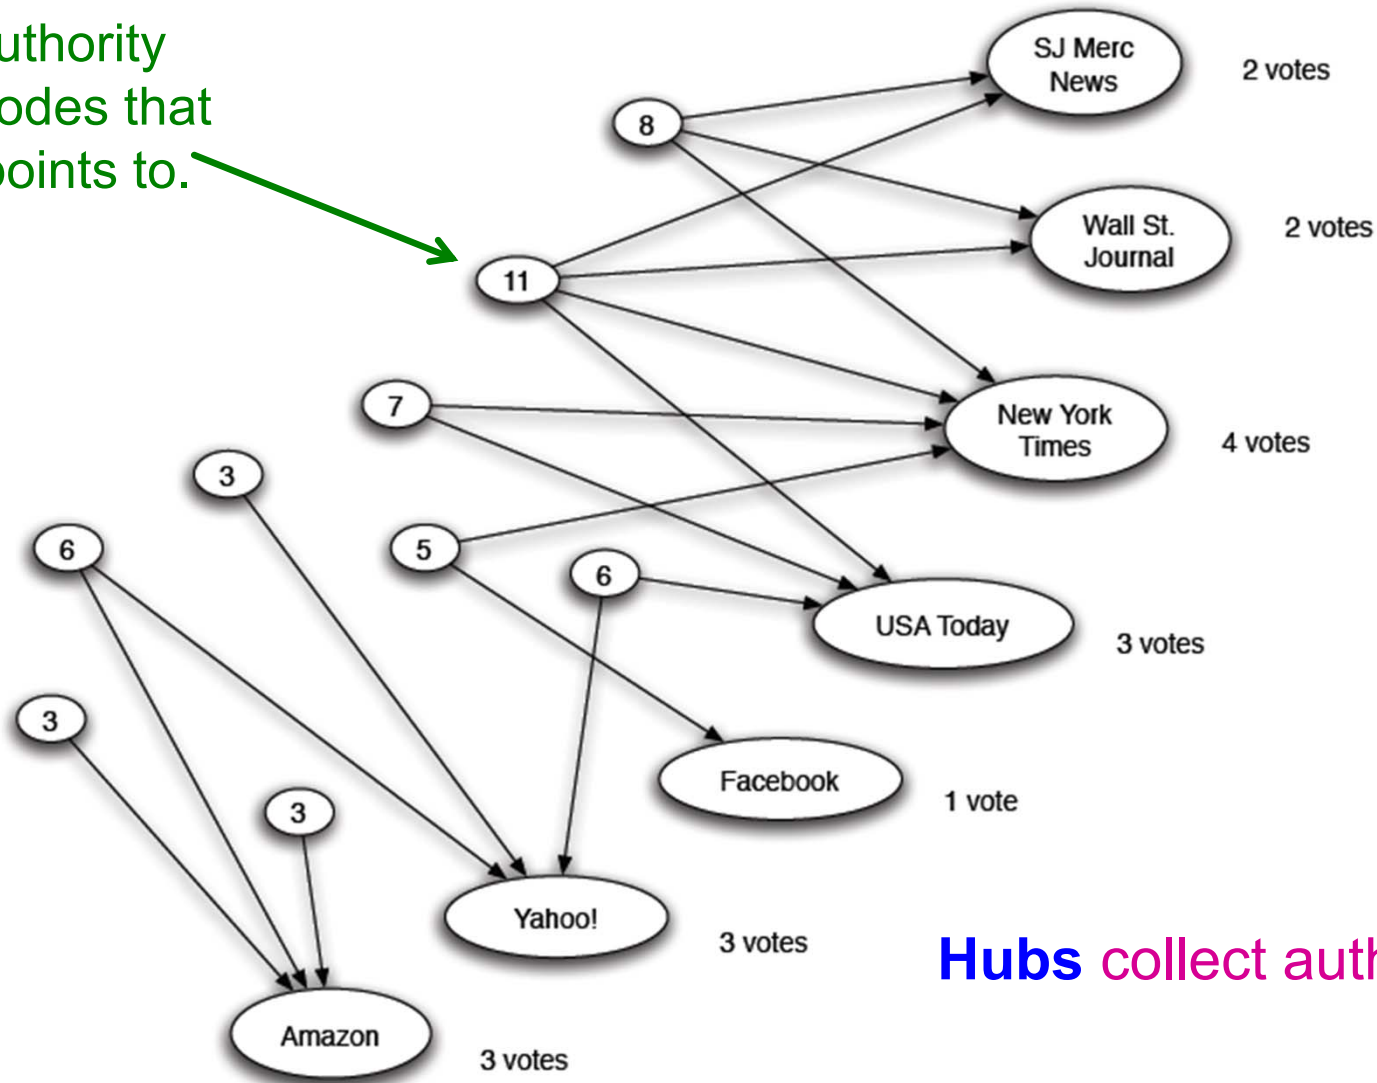 uthority
odes that
points to.
SJ Merc
News
2 votes
8
Wall St.
Journal
2 votes
11
7
New York
Times
4 votes
3
6
5
6
USA Today
3 votes
3
Facebook
1 vote
3
Yahoo!
3 votes
Hubs collect auth
Amazon
3 votes